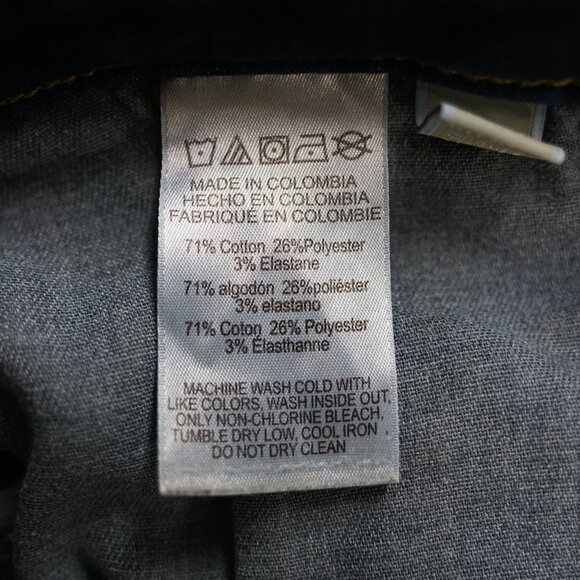 MADE IN COLOMBIA
HECHO EN COLOMBIA
FABRIQUÉ EN COLOMBIE
71% Cotton 26%Polyester
3% Elastane
71% algodón 26%poliéster
3% elastano
71% Coton 26% Polyester
3% Elasthanne
MACHINE WASH COLD WITH
LIKE COLORS, WASH INSIDE OUT,
ONLY NON-CHLORINE BLEACH,
TUMBLE DRY LOW, COOL IRON
DO NOT DRY CLEAN